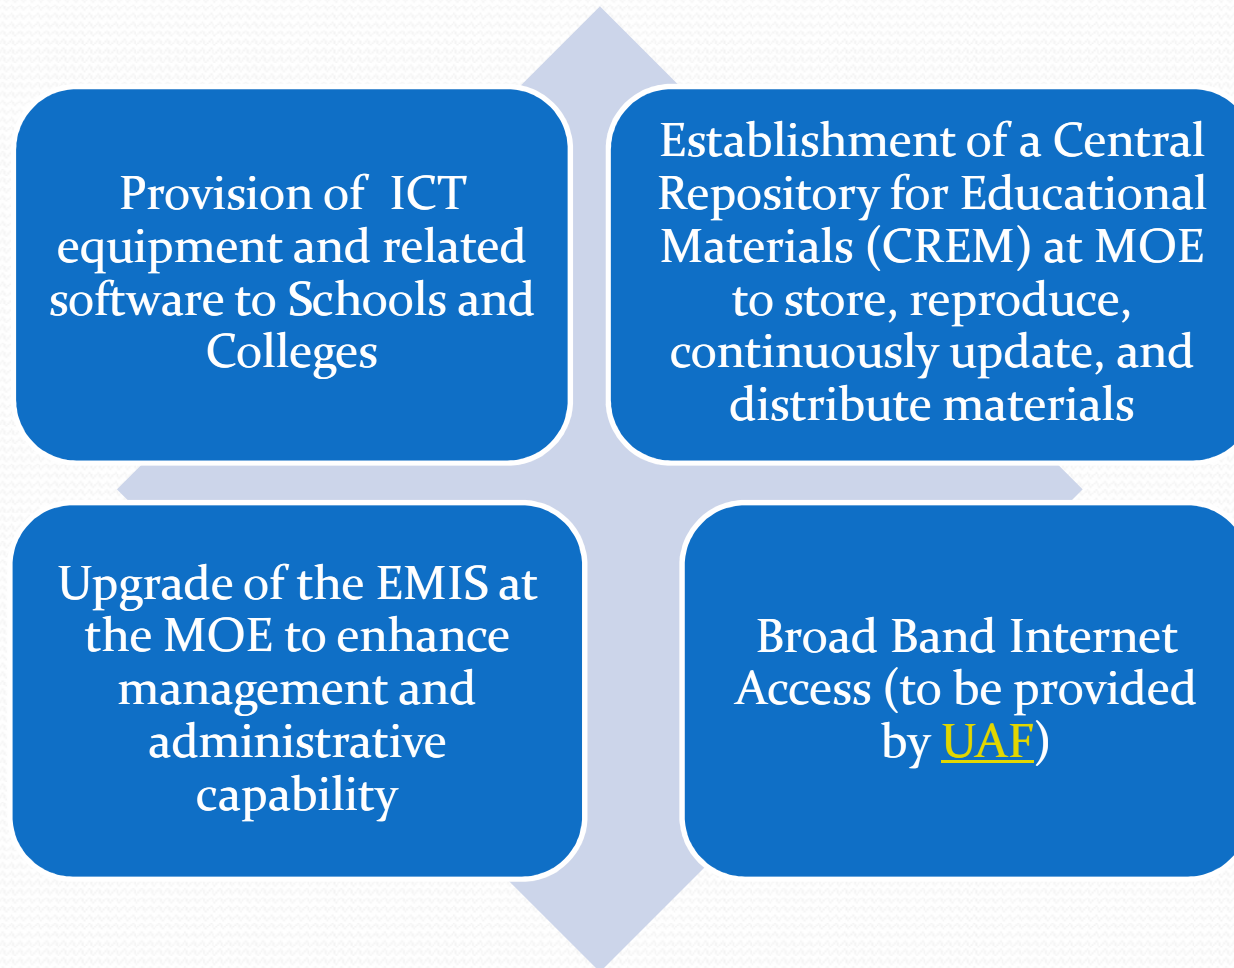 Provision of  ICT
equipment and related
software to Schools and
Colleges
Establishment of a Central
Repository for Educational
Materials (CREM) at MOE
to store, reproduce,
continuously update, and
distribute materials
Upgrade of the EMIS at
the MOE to enhance
management and
administrative
capability
Broad Band Internet
Access (to be provided
by UAF)